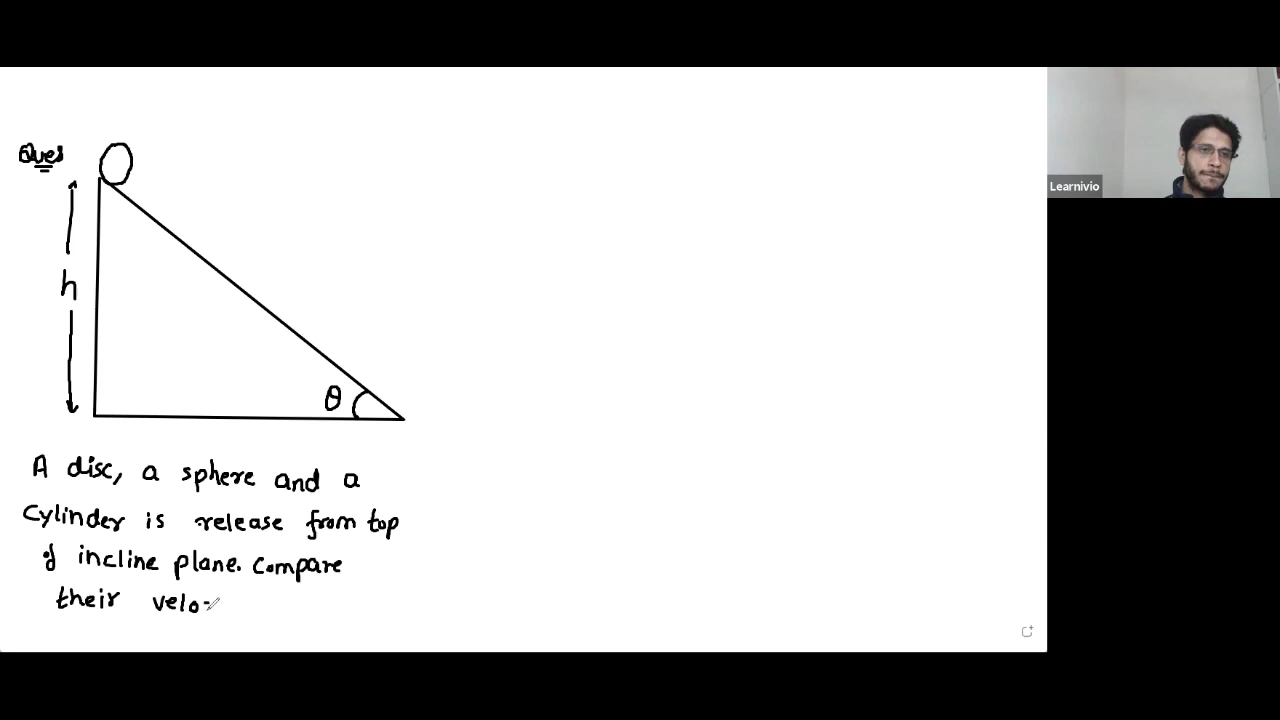 Ques
h
θ
A disc, a sphere and a
Cylinder is release from top
of incline plane. Compare
their velo
Learnivio